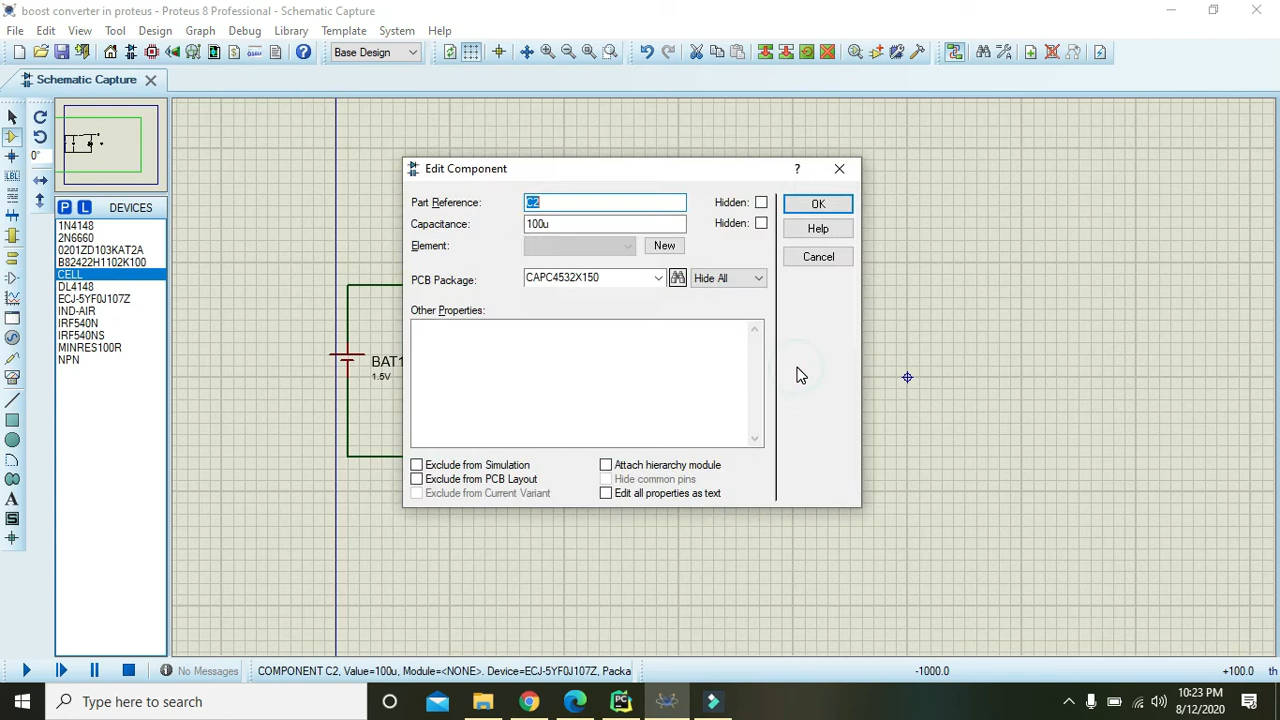 boost converter in proteus - Proteus 8 Professional - Schematic Capture
File Edit View Tool Design Graph Debug Library Template System Help
Base Design
Schematic Capture
0°
LBL
P L DEVICES
1N4148
2N6660
0201ZD103KAT2A
B82422H1102K100
CELL
DL4148
ECJ-5YF0J107Z
IND-AIR
IRF540N
IRF540NS
MINRES100R
NPN
BAT1
1.5V
Edit Component
Part Reference: C2 Hidden:
Capacitance: 100u Hidden:
Element: New
PCB Package: CAPC4532X150 Hide All
Other Properties:
OK
Help
Cancel
Exclude from Simulation
Exclude from PCB Layout
Exclude from Current Variant
Attach hierarchy module
Hide common pins
Edit all properties as text
No Messages COMPONENT C2, Value=100u, Module=<NONE>. Device=ECJ-5YF0J107Z, Packa -1000.0 +100.0 th
Type here to search
10:23 PM
8/12/2020